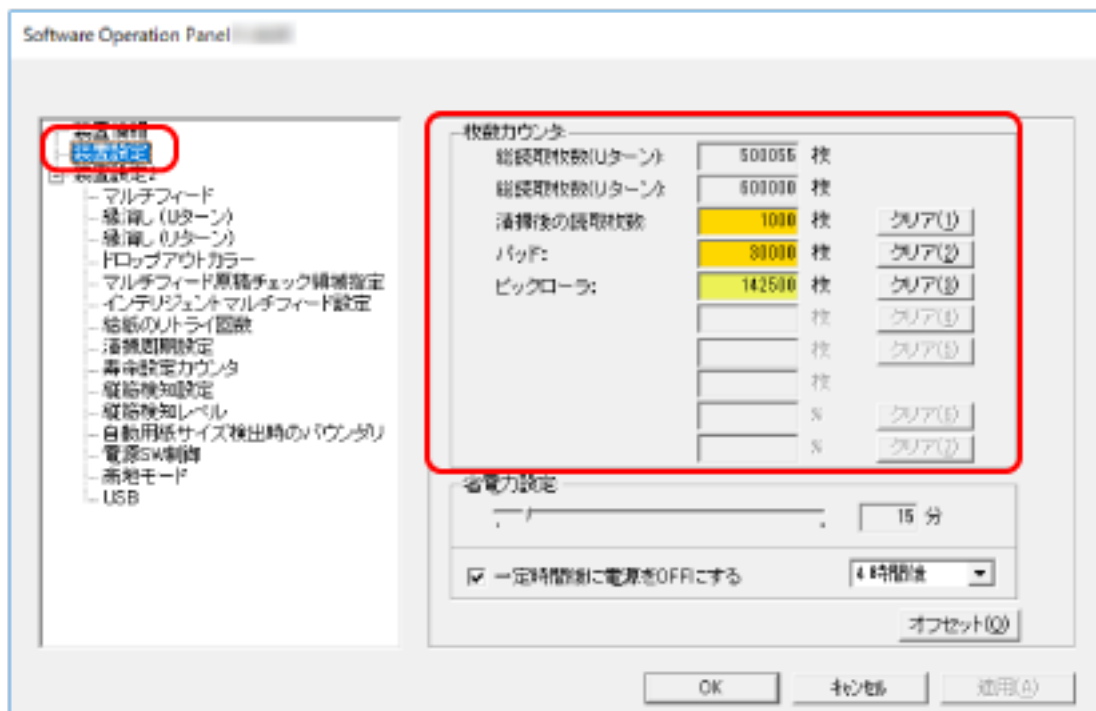 Software Operation Panel
装置情報
装置設定
装置設定2
マルチフィード
縁消し(Uターン)
縁消し(Uターン)
ドロップアウトカラー
マルチフィード原稿チェック領域指定
インテリジェントマルチフィード設定
給紙のリトライ回数
清掃周期設定
寿命設定カウンタ
縦筋検知設定
縦筋検知レベル
自動用紙サイズ検出時のバウンダリ
電源SW制御
高地モード
USB
枚数カウンタ
総読取枚数(Uターン): 500055 枚
総読取枚数(Uターン): 600000 枚
清掃後の読取枚数: 1000 枚 クリア(1)
パッド: 30000 枚 クリア(2)
ピックローラ: 142500 枚 クリア(3)
枚 クリア(4)
枚 クリア(5)
枚
% クリア(6)
% クリア(7)
省電力設定
15 分
一定時間後に電源をOFFにする 4時間後
オフセット(O)
OK キャンセル 適用(A)